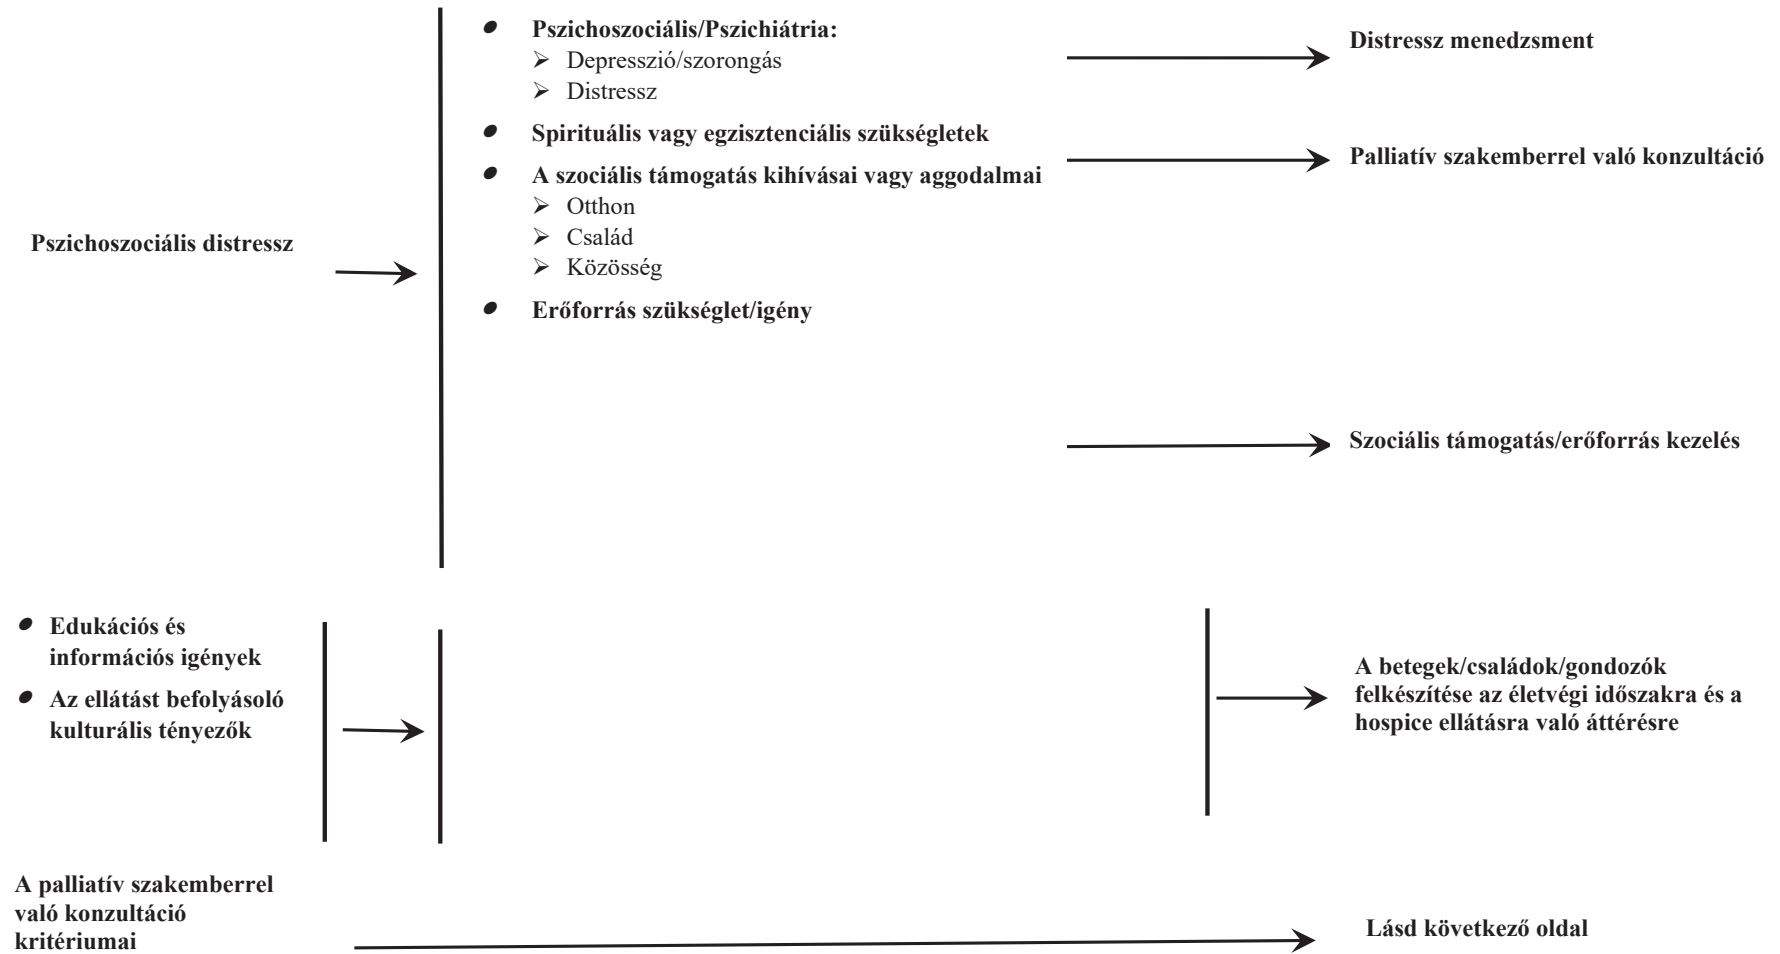 Pszichoszociális distressz
Pszichoszociális/Pszichiátria:
Depresszió/szorongás
Distressz
Spirituális vagy egzisztenciális szükségletek
A szociális támogatás kihívásai vagy aggodalmai
Otthon
Család
Közösség
Erőforrás szükséglet/igény
Distressz menedzsment
Palliatív szakemberrel való konzultáció
Szociális támogatás/erőforrás kezelés
Edukációs és
információs igények
Az ellátást befolyásoló
kulturális tényezők
A betegek/családok/gondozók
felkészítése az életvégi időszakra és a
hospice ellátásra való áttérésre
A palliatív szakemberrel
való konzultáció
kritériumai
Lásd következő oldal